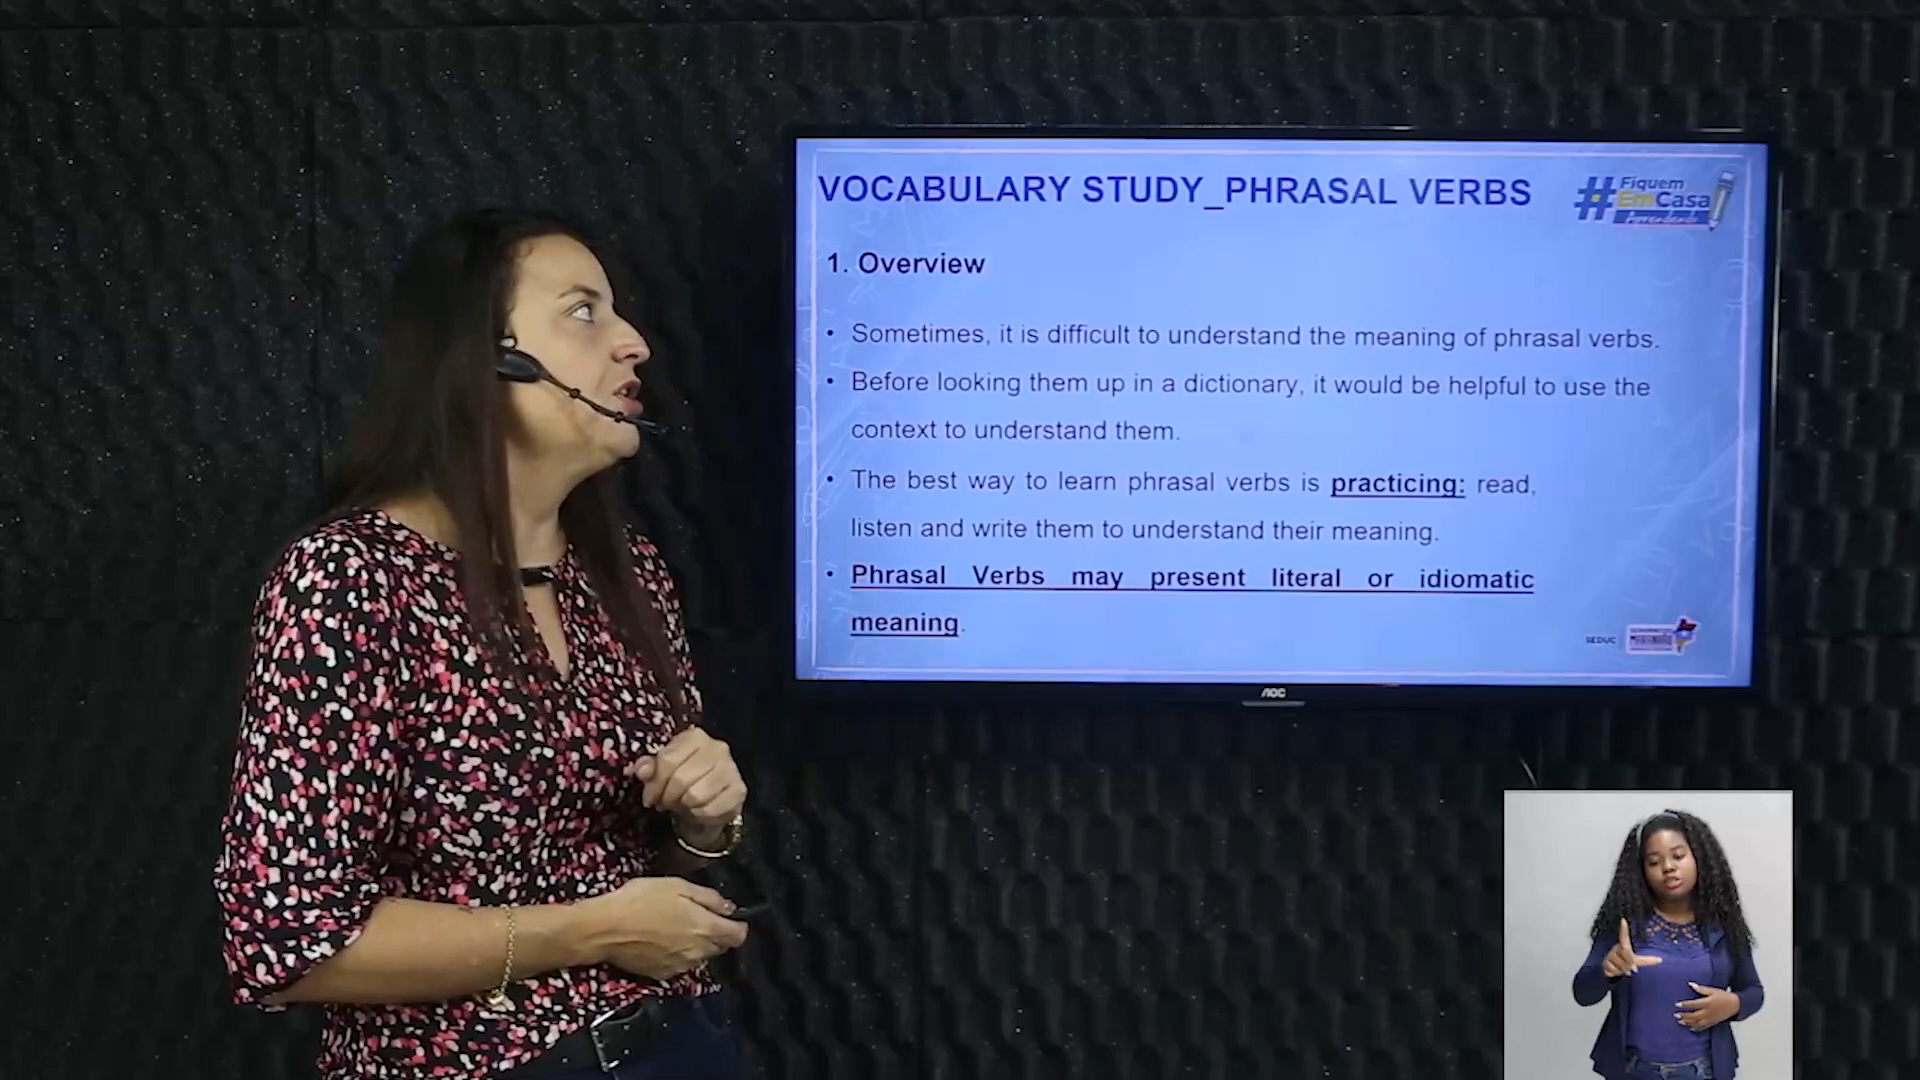 VOCABULARY STUDY_PHRASAL VERBS
#Fiquem
EmCasa
Aprendendo
1. Overview
• Sometimes, it is difficult to understand the meaning of phrasal verbs.
• Before looking them up in a dictionary, it would be helpful to use the
context to understand them.
• The best way to learn phrasal verbs is practicing: read,
listen and write them to understand their meaning.
• Phrasal Verbs may present literal or idiomatic
meaning.
SEDUC
MARANHÃO
AOC